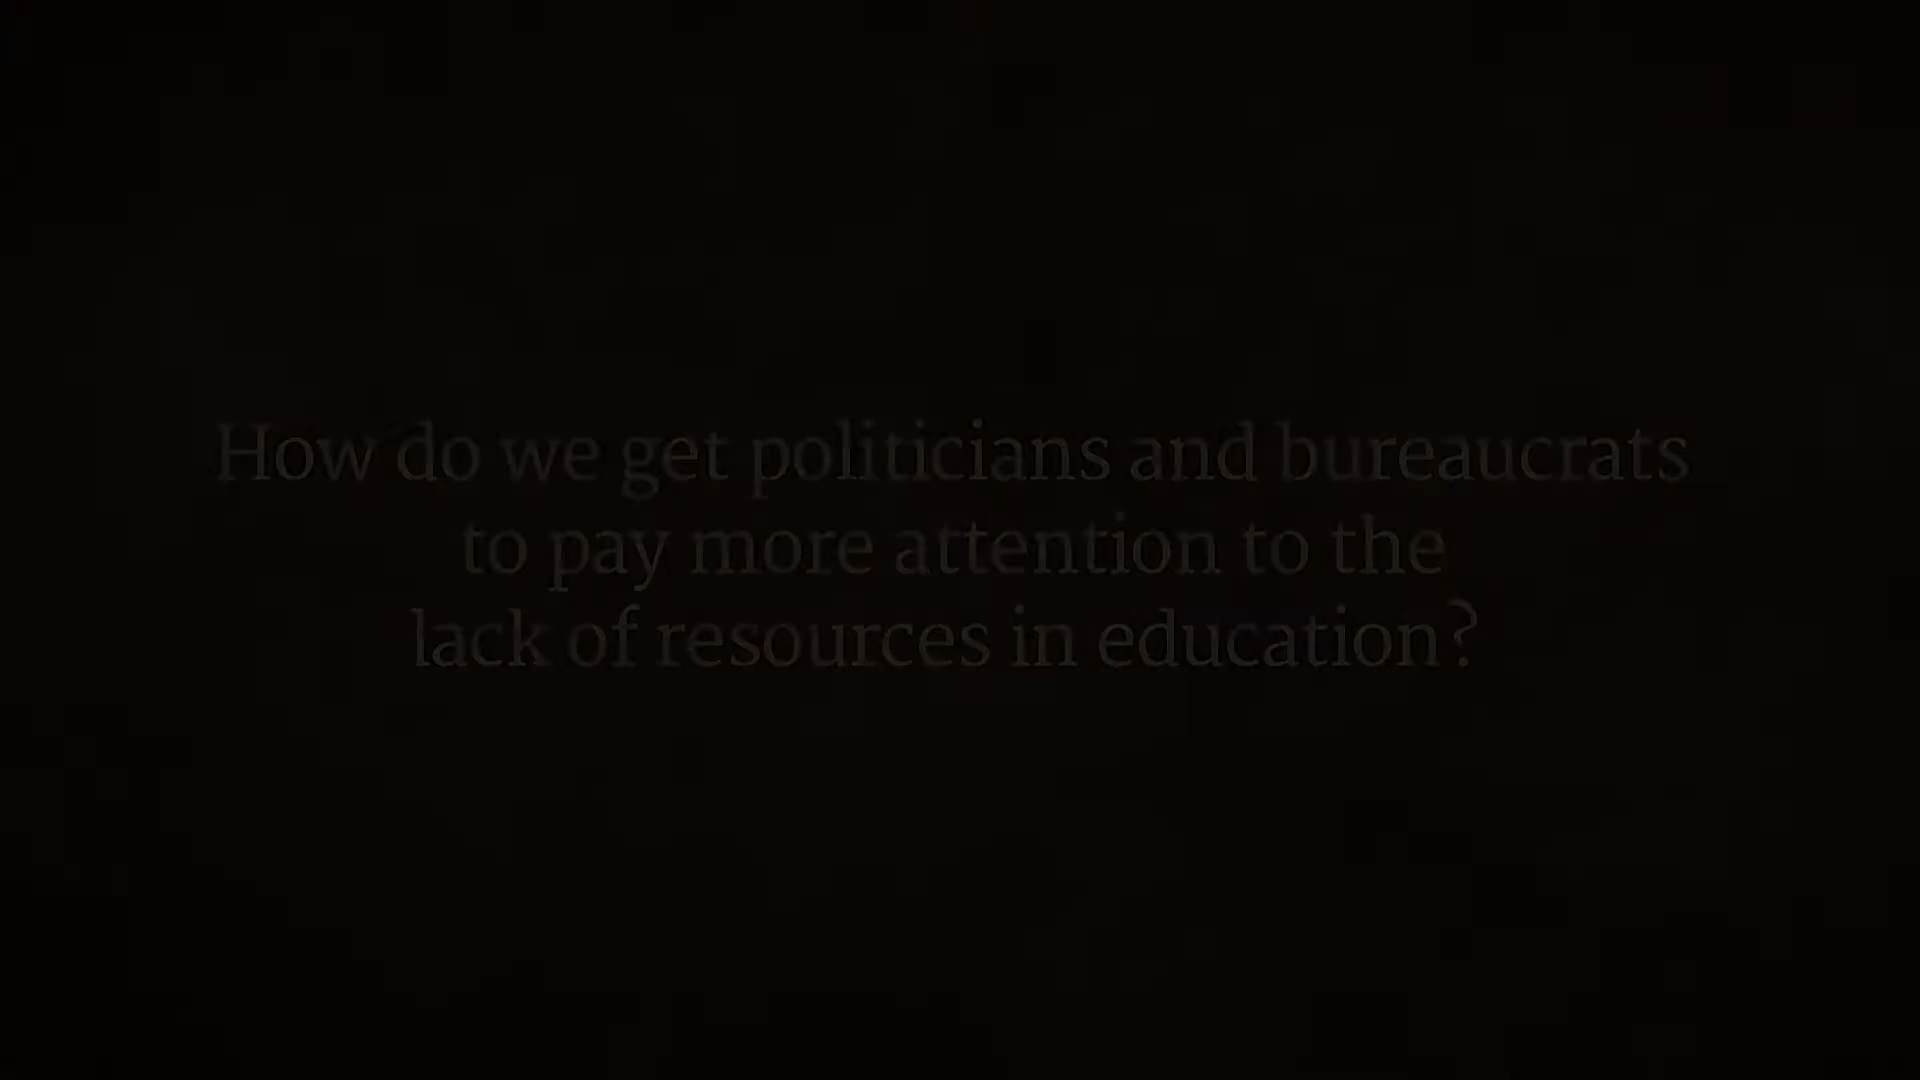 How do we get politicians and bureaucrats
to pay more attention to the
lack of resources in education?